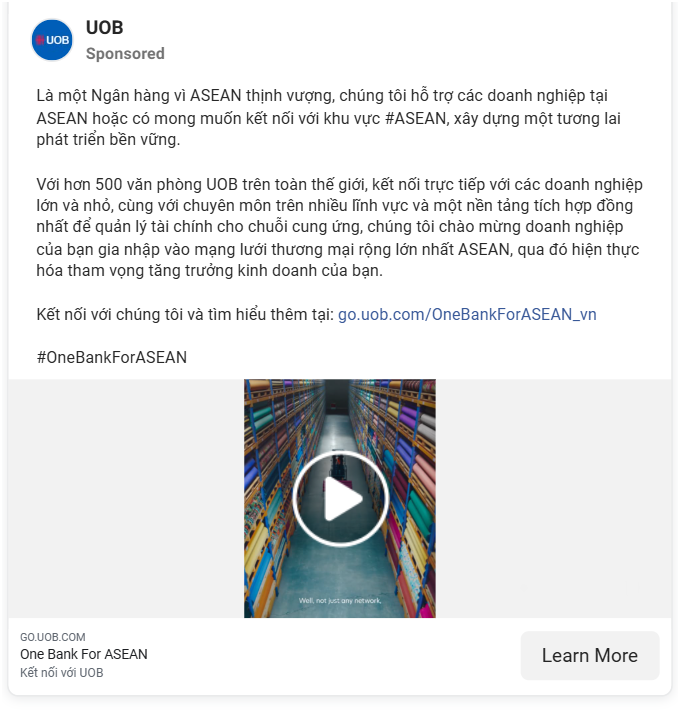 UOB
UOB
Sponsored
Là một Ngân hàng vì ASEAN thịnh vượng, chúng tôi hỗ trợ các doanh nghiệp tại
ASEAN hoặc có mong muốn kết nối với khu vực #ASEAN, xây dựng một tương lai
phát triển bền vững.
Với hơn 500 văn phòng UOB trên toàn thế giới, kết nối trực tiếp với các doanh nghiệp
lớn và nhỏ, cùng với chuyên môn trên nhiều lĩnh vực và một nền tảng tích hợp đồng
nhất để quản lý tài chính cho chuỗi cung ứng, chúng tôi chào mừng doanh nghiệp
của bạn gia nhập vào mạng lưới thương mại rộng lớn nhất ASEAN, qua đó hiện thực
hóa tham vọng tăng trưởng kinh doanh của bạn.
Kết nối với chúng tôi và tìm hiểu thêm tại: go.uob.com/OneBankForASEAN_vn
#OneBankForASEAN
Well, not just any network,
GO.UOB.COM
One Bank For ASEAN
Kết nối với UOB
Learn More